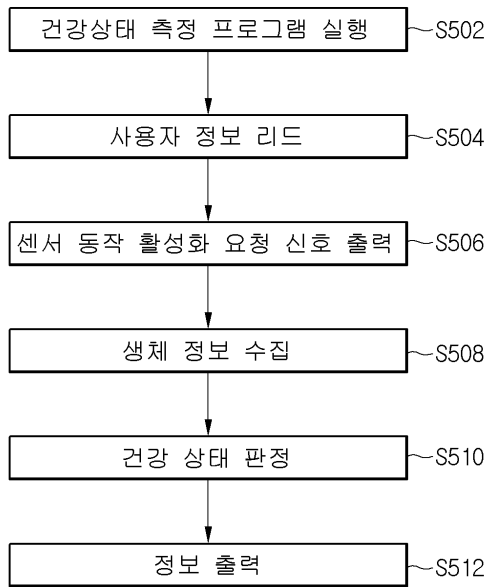 건강상태 측정 프로그램 실행 S502
사용자 정보 리드 S504
센서 동작 활성화 요청 신호 출력 S506
생체 정보 수집 S508
건강 상태 판정 S510
정보 출력 S512